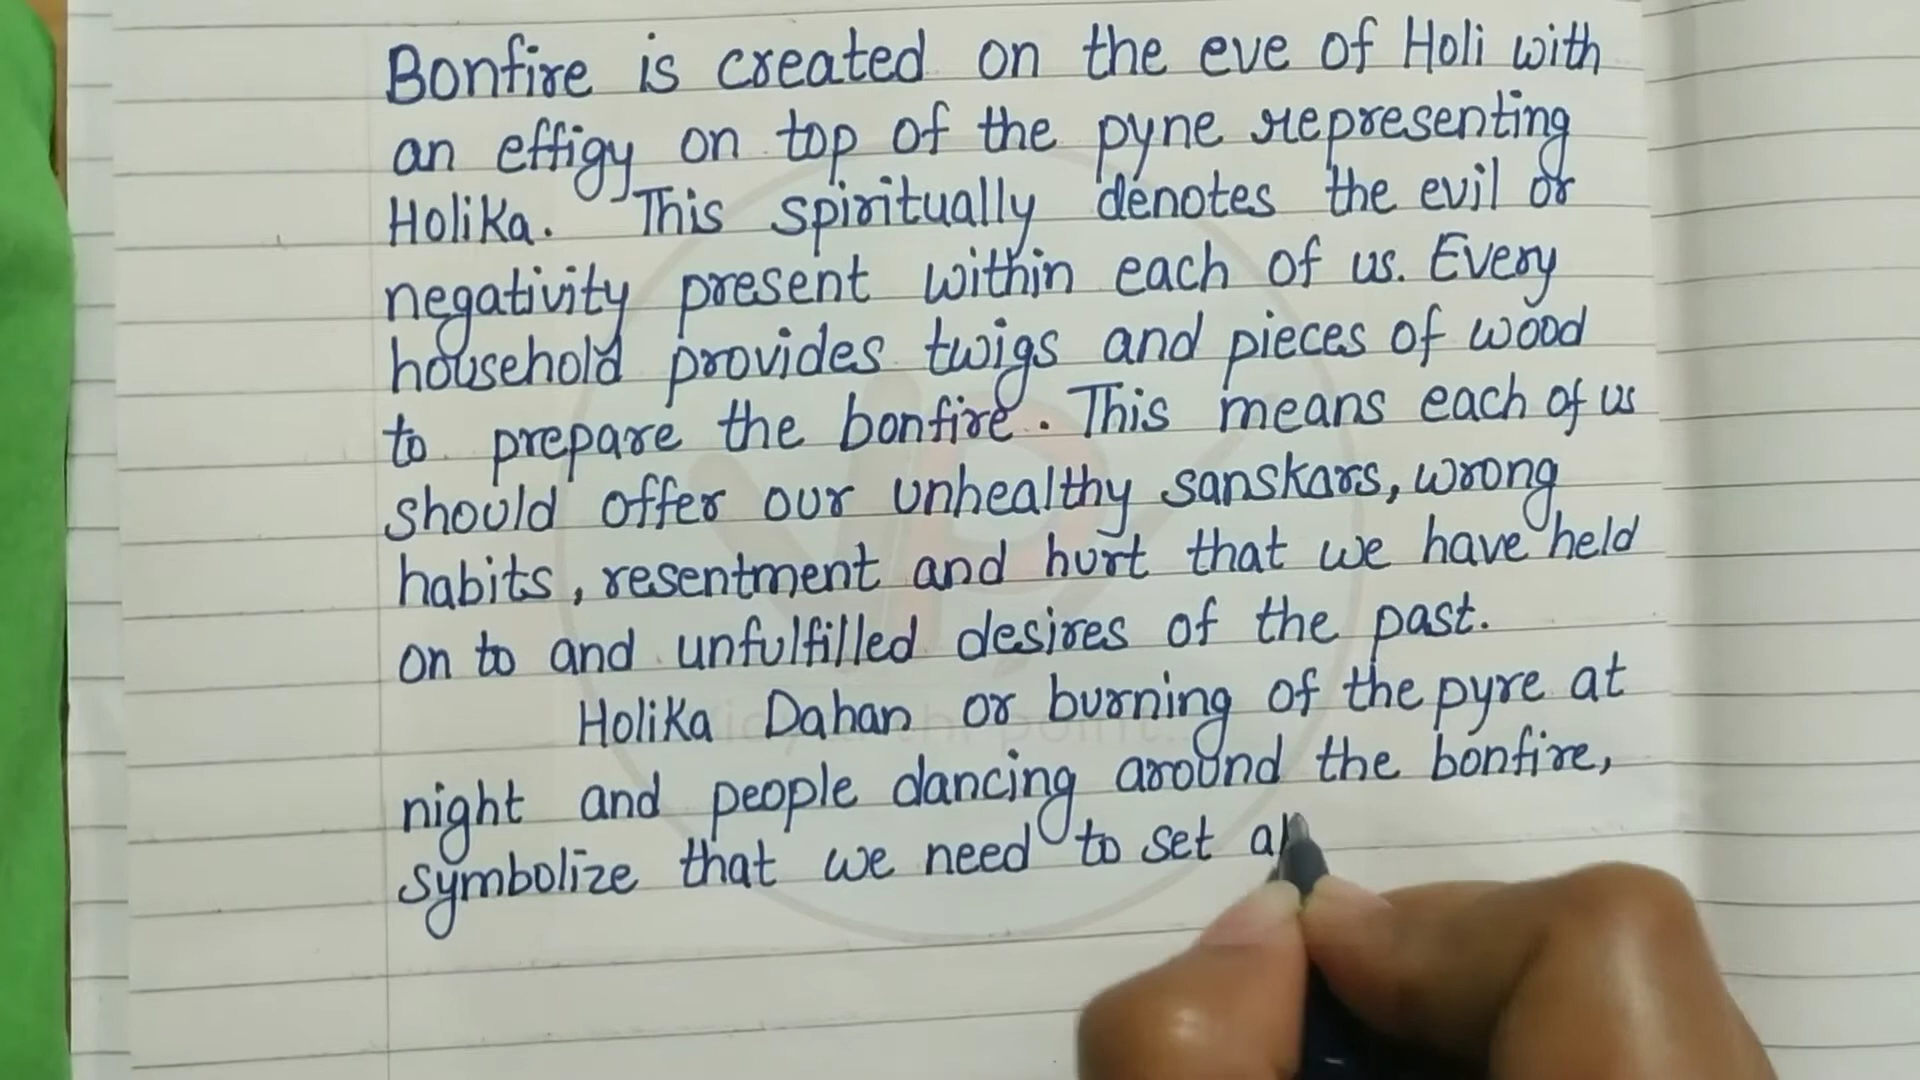 Bonfire is created on the eve of Holi with
an effigy on top of the pyne representing
Holika. This spiritually denotes the evil or
negativity present within each of us. Every
household provides twigs and pieces of wood
to prepare the bonfire. This means each of us
should offer our unhealthy sanskars, wrong
habits, resentment and hurt that we have held
on to and unfulfilled desires of the past.
Holika Dahan or burning of the pyre at
night and people dancing around the bonfire,
symbolize that we need to set